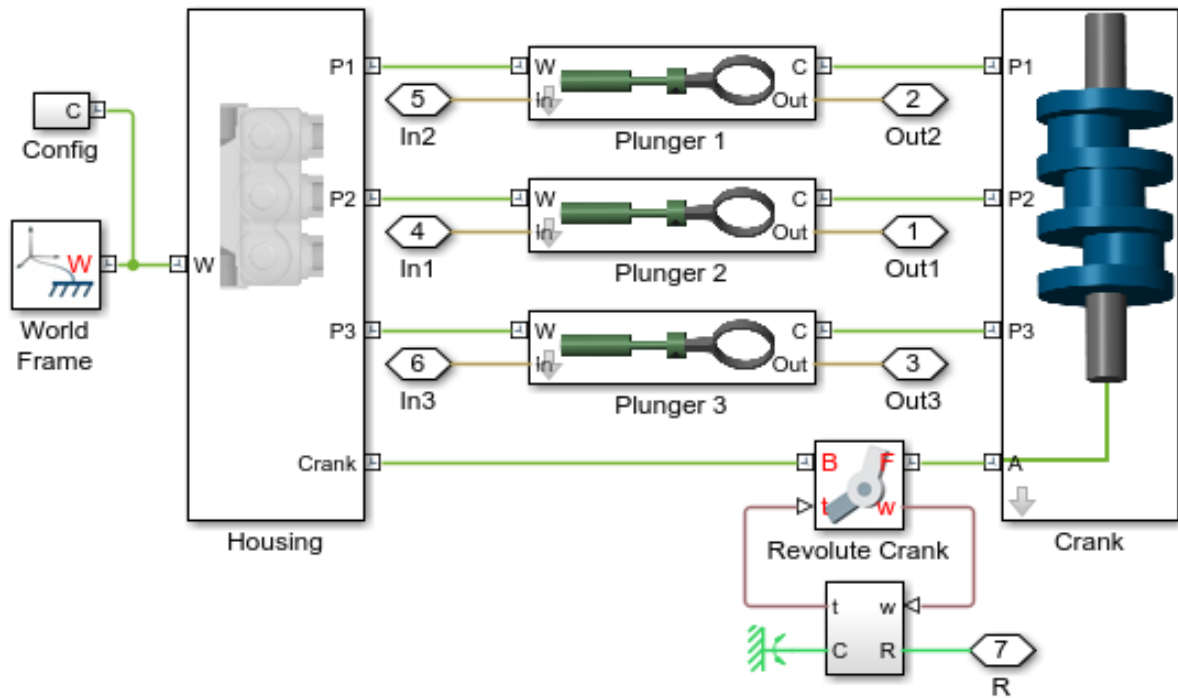 P1
W
C
P1
5
In
Out
2
In2
Plunger 1
Out2
C
Config
P2
W
C
P2
4
In
Out
1
In1
Plunger 2
Out1
W
W
World
Frame
P3
W
C
P3
6
In
Out
3
In3
Plunger 3
Out3
Crank
B
F
A
t
w
Housing
Revolute Crank
Crank
t
w
C
R
7
R